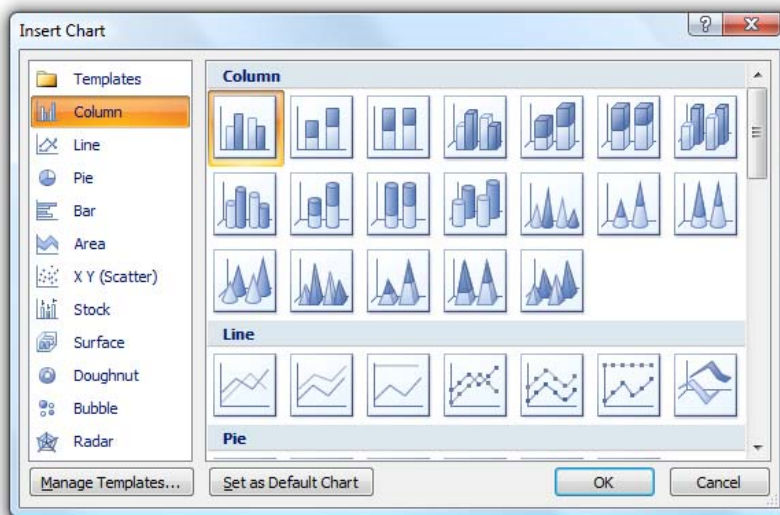 Insert Chart
Templates
Column
Line
Pie
Bar
Area
X Y (Scatter)
Stock
Surface
Doughnut
Bubble
Radar
Column
Line
Pie
Manage Templates...
Set as Default Chart
OK
Cancel